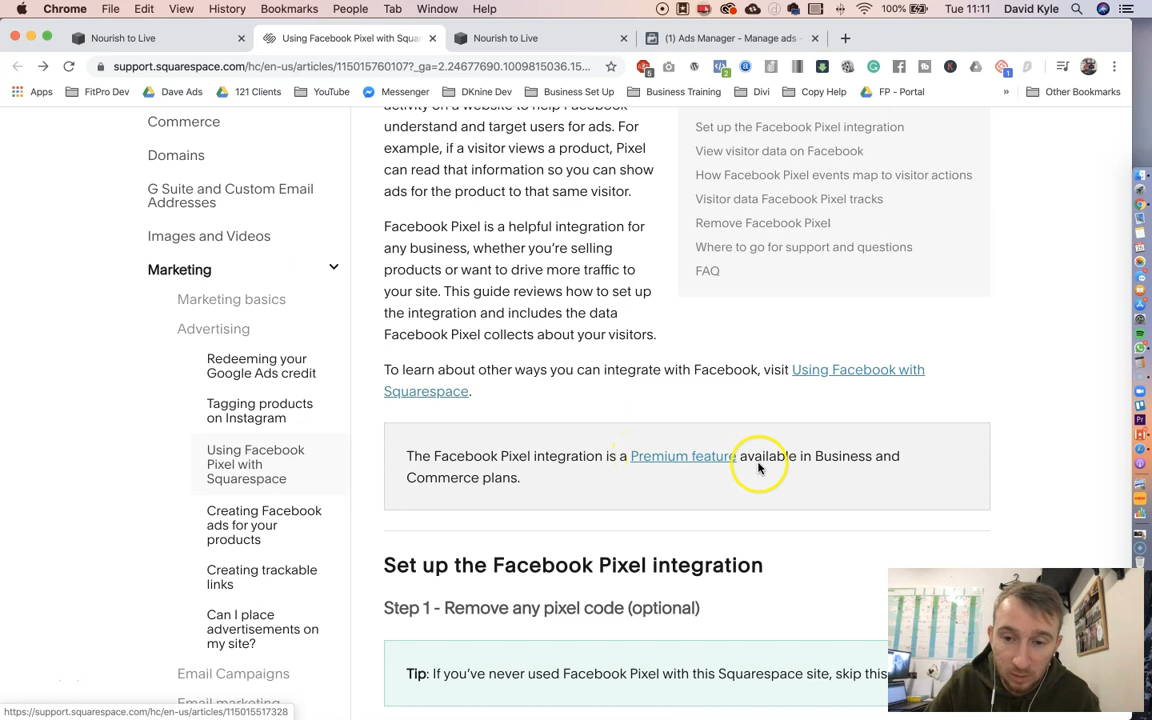 Chrome File Edit View History Bookmarks People Tab Window Help 100% Tue 11:11 David Kyle
Nourish to Live Using Facebook Pixel with Squar Nourish to Live (1) Ads Manager - Manage ads -
support.squarespace.com/hc/en-us/articles/115015760107?_ga=2.24677690.1009815036.15...
Apps FitPro Dev Dave Ads 121 Clients YouTube Messenger DKnine Dev Business Set Up Business Training Divi Copy Help FP - Portal » Other Bookmarks
Commerce
Domains
G Suite and Custom Email
Addresses
Images and Videos
Marketing
Marketing basics
Advertising
Redeeming your
Google Ads credit
Tagging products
on Instagram
Using Facebook
Pixel with
Squarespace
Creating Facebook
ads for your
products
Creating trackable
links
Can I place
advertisements on
my site?
Email Campaigns
Email marketing
activity on a website to help Facebook
understand and target users for ads. For
example, if a visitor views a product, Pixel
can read that information so you can show
ads for the product to that same visitor.
Facebook Pixel is a helpful integration for
any business, whether you're selling
products or want to drive more traffic to
your site. This guide reviews how to set up
the integration and includes the data
Facebook Pixel collects about your visitors.
Set up the Facebook Pixel integration
View visitor data on Facebook
How Facebook Pixel events map to visitor actions
Visitor data Facebook Pixel tracks
Remove Facebook Pixel
Where to go for support and questions
FAQ
To learn about other ways you can integrate with Facebook, visit Using Facebook with
Squarespace.
The Facebook Pixel integration is a Premium feature available in Business and
Commerce plans.
Set up the Facebook Pixel integration
Step 1 - Remove any pixel code (optional)
Tip: If you've never used Facebook Pixel with this Squarespace site, skip this
https://support.squarespace.com/hc/en-us/articles/115015517328